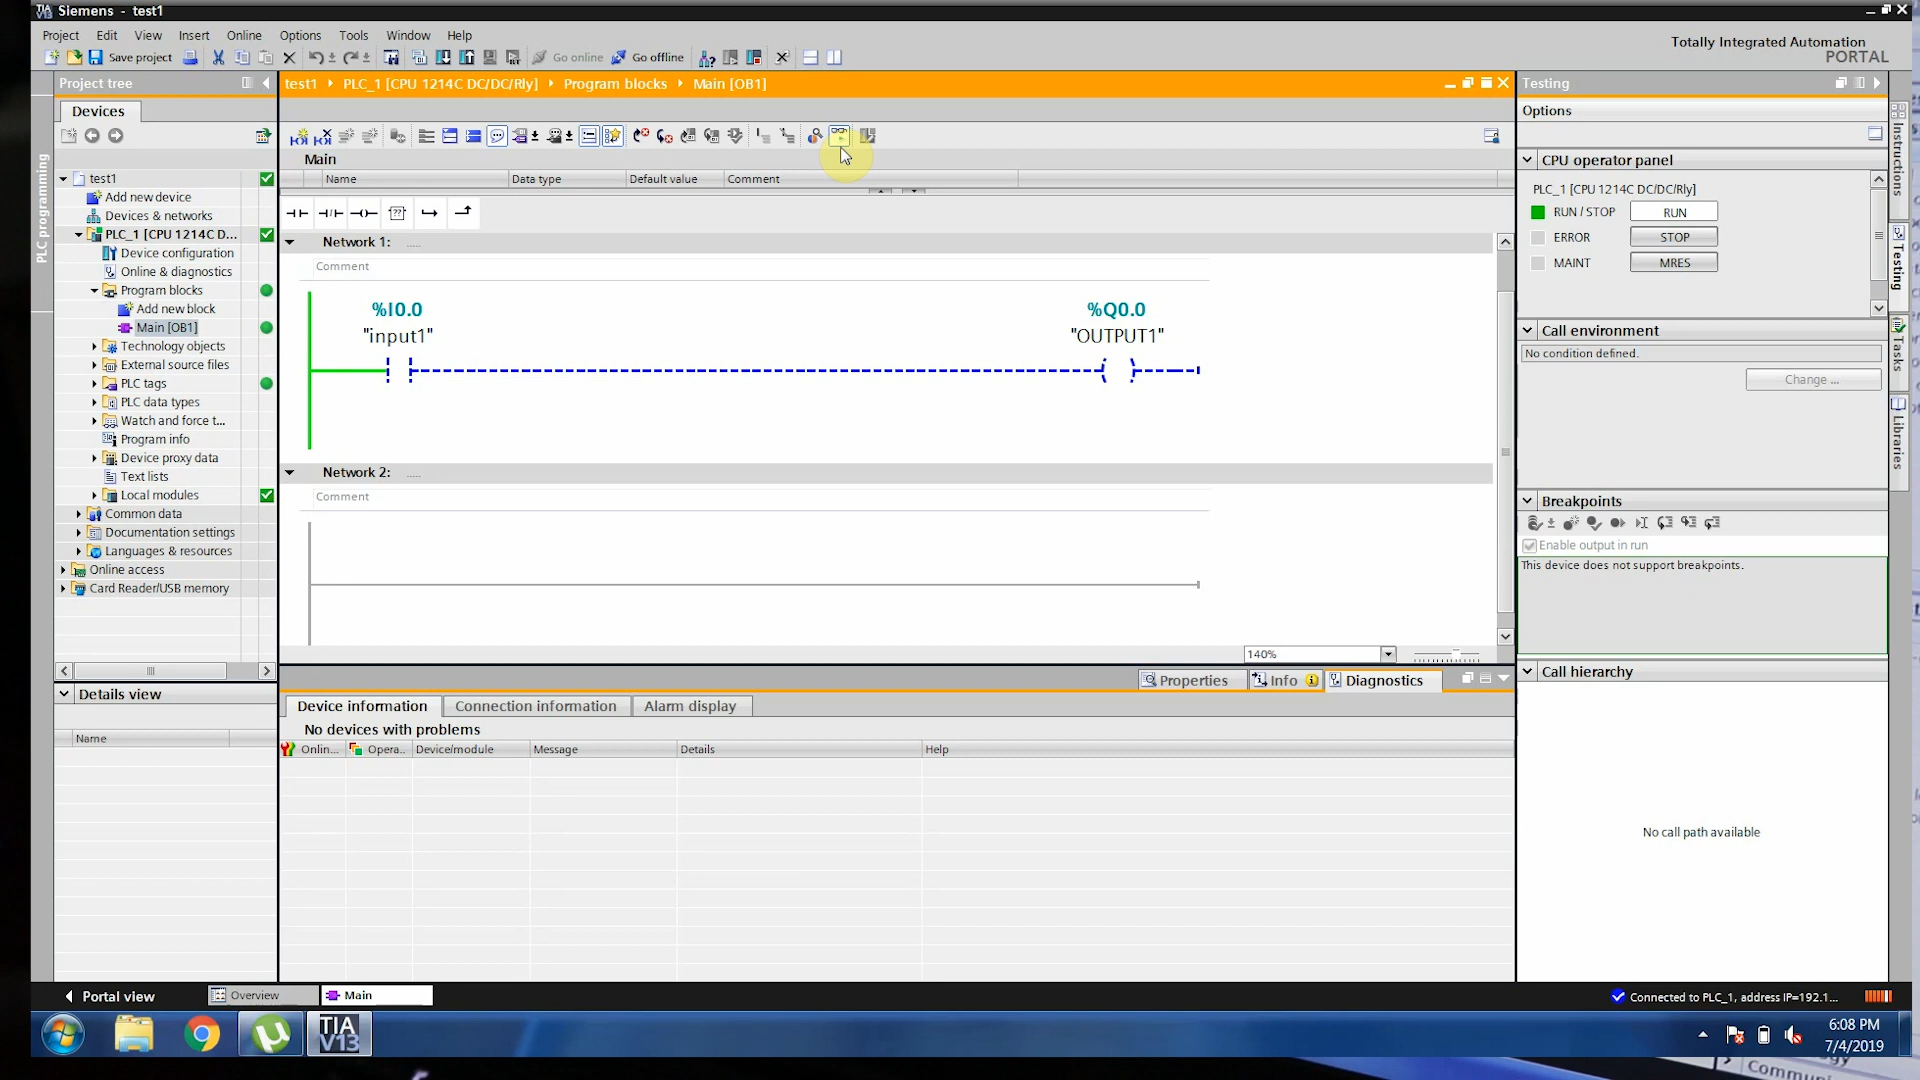 Siemens - test1
Project Edit View Insert Online Options Tools Window Help
Totally Integrated Automation
PORTAL
Save project Go online Go offline
Project tree
test1 PLC_1 [CPU 1214C DC/DC/Rly] Program blocks Main [OB1]
Testing
Devices
Options
PLC programming
Main
Name Data type Default value Comment
test1
Add new device
Devices & networks
PLC_1 [CPU 1214C D...
Device configuration
Online & diagnostics
Program blocks
Add new block
Main [OB1]
Technology objects
External source files
PLC tags
PLC data types
Watch and force t...
Program info
Device proxy data
Text lists
Local modules
Common data
Documentation settings
Languages & resources
Online access
Card Reader/USB memory
Details view
Name
Network 1: .....
Comment
%I0.0
"input1"
%Q0.0
"OUTPUT1"
Network 2: .....
Comment
140%
Properties Info Diagnostics
Device information Connection information Alarm display
No devices with problems
Onlin... Opera.. Device/module Message Details Help
CPU operator panel
PLC_1 [CPU 1214C DC/DC/Rly]
RUN / STOP RUN
ERROR STOP
MAINT MRES
Call environment
No condition defined.
Change ...
Breakpoints
Enable output in run
This device does not support breakpoints.
Call hierarchy
No call path available
Instructions
Testing
Tasks
Libraries
Portal view Overview Main
Connected to PLC_1, address IP=192.1...
TIA
V13
6:08 PM
7/4/2019